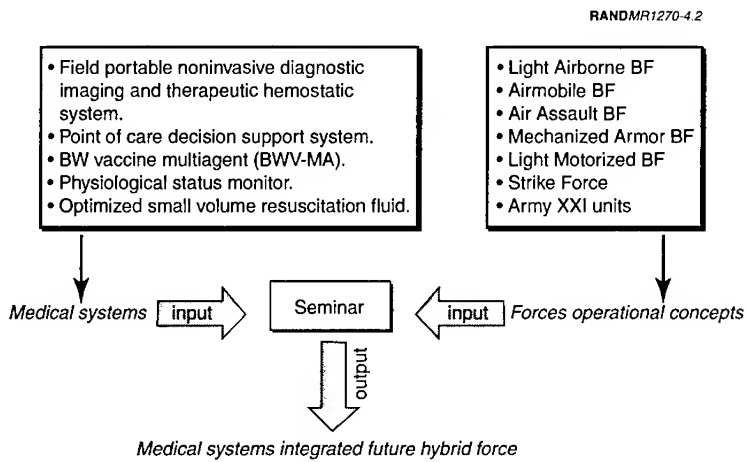 RANDMR1270-4.2
• Field portable noninvasive diagnostic
imaging and therapeutic hemostatic
system.
• Point of care decision support system.
• BW vaccine multiagent (BWV-MA).
• Physiological status monitor.
• Optimized small volume resuscitation fluid.
• Light Airborne BF
• Airmobile BF
• Air Assault BF
• Mechanized Armor BF
• Light Motorized BF
• Strike Force
• Army XXI units
Medical systems
input
Seminar
input
Forces operational concepts
output
Medical systems integrated future hybrid force